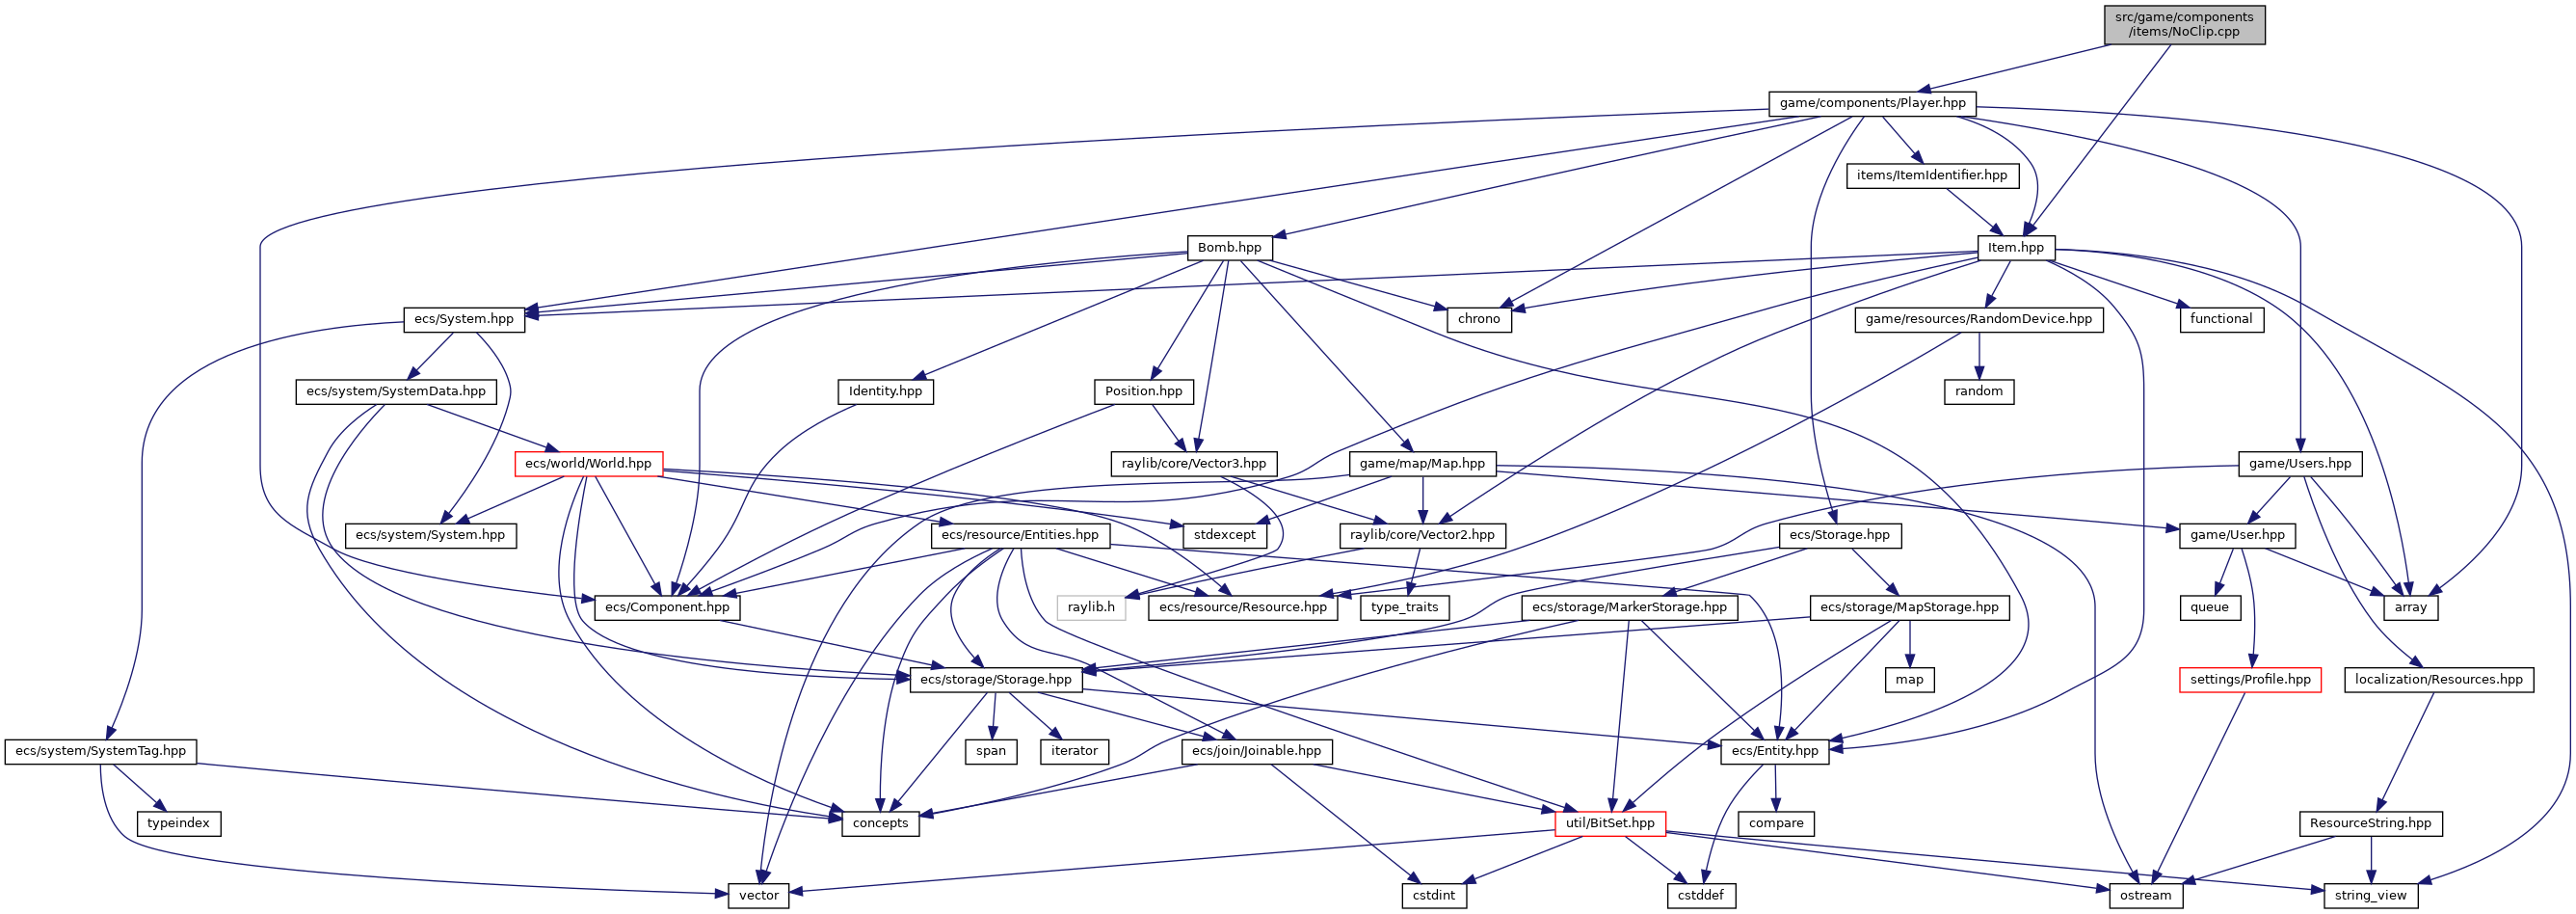 src/game/components
/items/NoClip.cpp
game/components/Player.hpp
items/ItemIdentifier.hpp
Bomb.hpp
Item.hpp
ecs/System.hpp
chrono
game/resources/RandomDevice.hpp
functional
ecs/system/SystemData.hpp
Identity.hpp
Position.hpp
random
ecs/world/World.hpp
raylib/core/Vector3.hpp
game/map/Map.hpp
game/Users.hpp
ecs/system/System.hpp
ecs/resource/Entities.hpp
stdexcept
raylib/core/Vector2.hpp
ecs/Storage.hpp
game/User.hpp
ecs/Component.hpp
raylib.h
ecs/resource/Resource.hpp
type_traits
ecs/storage/MarkerStorage.hpp
ecs/storage/MapStorage.hpp
queue
array
ecs/storage/Storage.hpp
map
settings/Profile.hpp
localization/Resources.hpp
ecs/system/SystemTag.hpp
span
iterator
ecs/join/Joinable.hpp
ecs/Entity.hpp
typeindex
concepts
util/BitSet.hpp
compare
ResourceString.hpp
vector
cstdint
cstddef
ostream
string_view